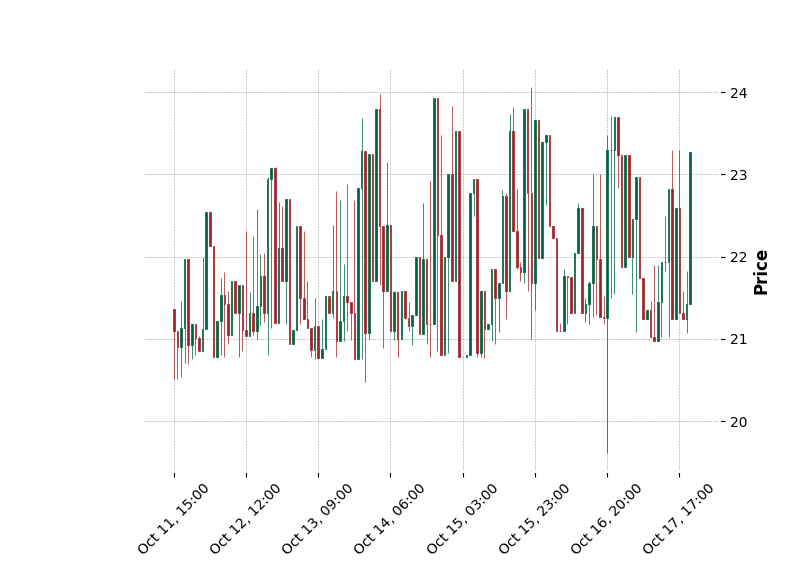 24
23
22
21
20
Price
Oct 11, 15:00
Oct 12, 12:00
Oct 13, 09:00
Oct 14, 06:00
Oct 15, 03:00
Oct 15, 23:00
Oct 16, 20:00
Oct 17, 17:00